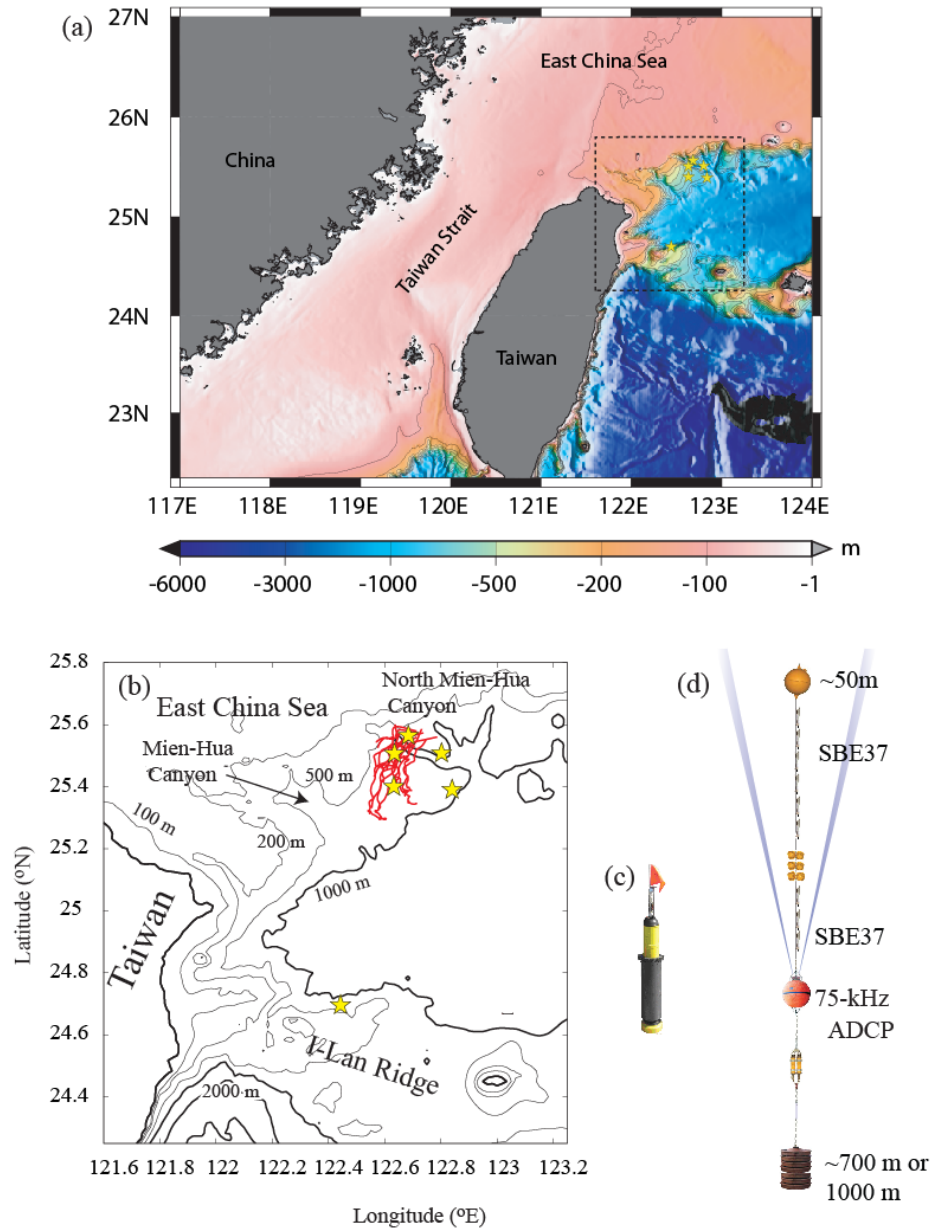 (a)
27N
26N
25N
24N
23N
East China Sea
China
Taiwan Strait
Taiwan
117E 118E 119E 120E 121E 122E 123E 124E
m
-6000 -3000 -1000 -500 -200 -100 -1
(b)
25.8
25.6
25.4
25.2
25
24.8
24.6
24.4
Latitude (ºN)
North Mien-Hua
Canyon
East China Sea
Mien-Hua
Canyon
500 m
100 m
200 m
1000 m
Taiwan
I-Lan Ridge
2000 m
121.6 121.8 122 122.2 122.4 122.6 122.8 123 123.2
Longitude (ºE)
(c)
(d)
~50m
SBE37
SBE37
75-kHz
ADCP
~700 m or
1000 m